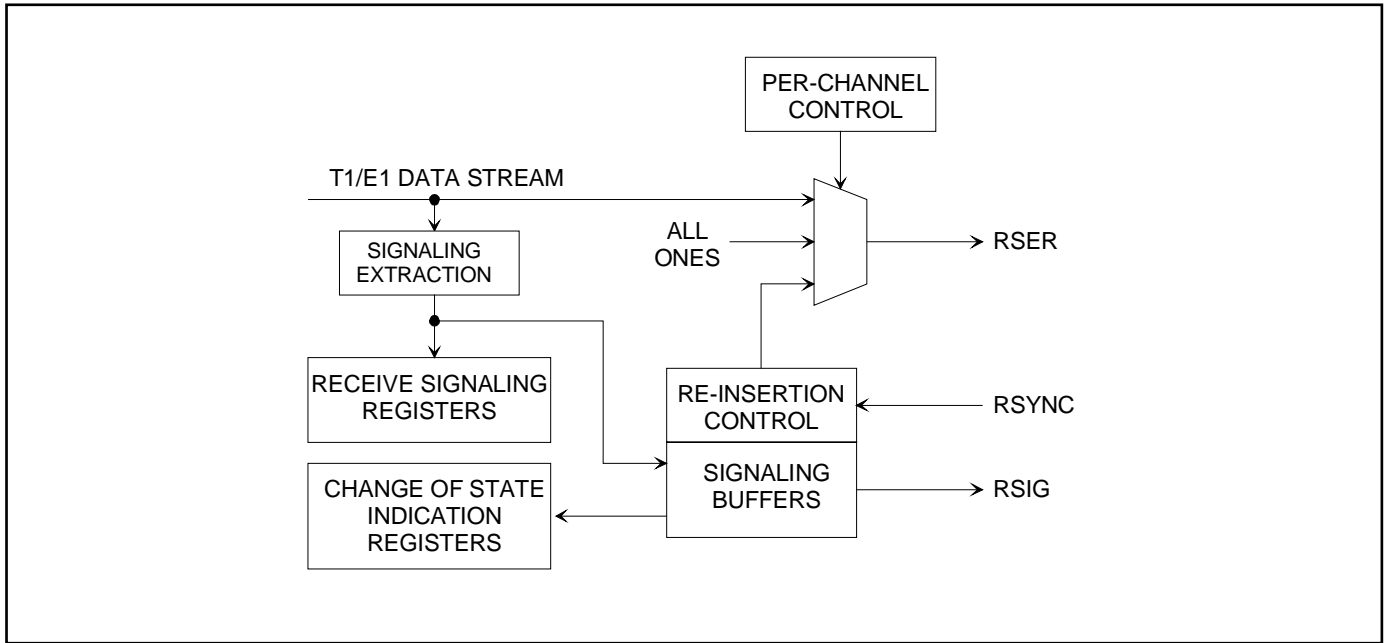 PER-CHANNEL
CONTROL
T1/E1 DATA STREAM
ALL
ONES
RSER
SIGNALING
EXTRACTION
RECEIVE SIGNALING
REGISTERS
RE-INSERTION
CONTROL
RSYNC
SIGNALING
BUFFERS
RSIG
CHANGE OF STATE
INDICATION
REGISTERS